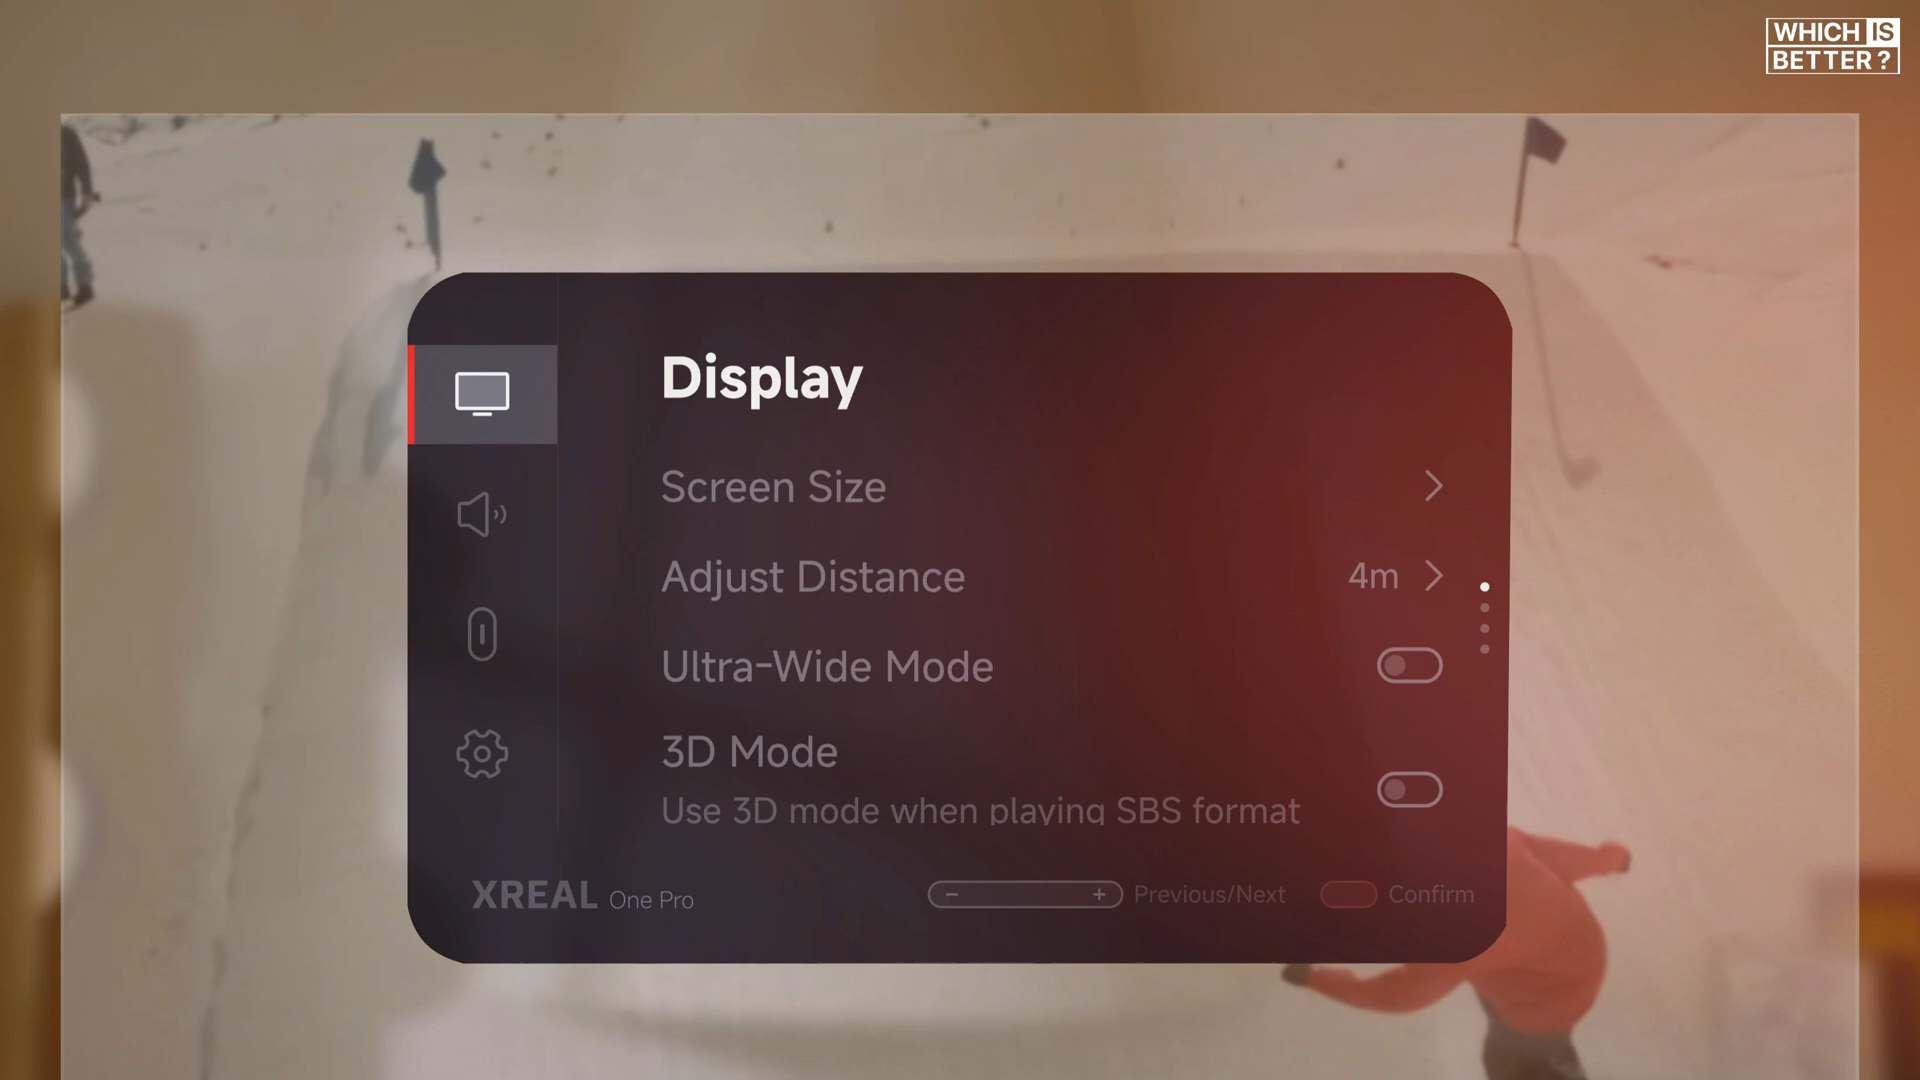 WHICH IS
BETTER?
Display
Screen Size
Adjust Distance 4m
Ultra-Wide Mode
3D Mode
Use 3D mode when playing SBS format
XREAL One Pro
- + Previous/Next Confirm